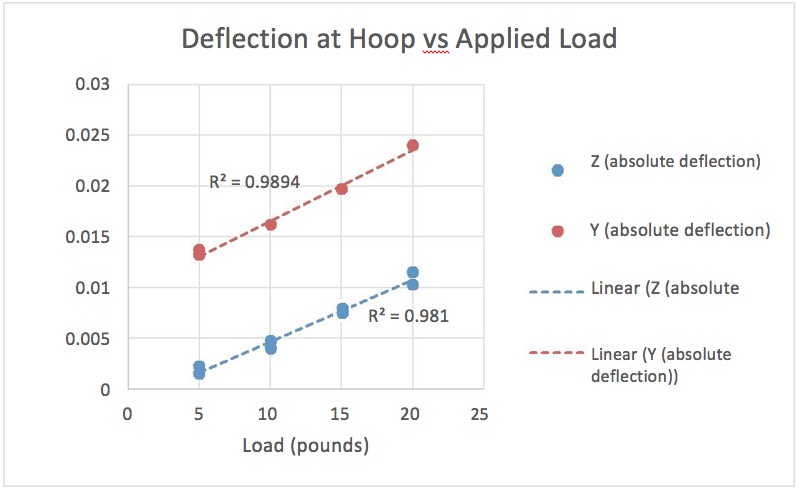 Deflection at Hoop vs Applied Load
0.03
0.025
0.02
0.015
0.01
0.005
0
R² = 0.9894
R² = 0.981
0
5
10
15
20
25
Load (pounds)
Z (absolute deflection)
Y (absolute deflection)
Linear (Z (absolute
Linear (Y (absolute
deflection))